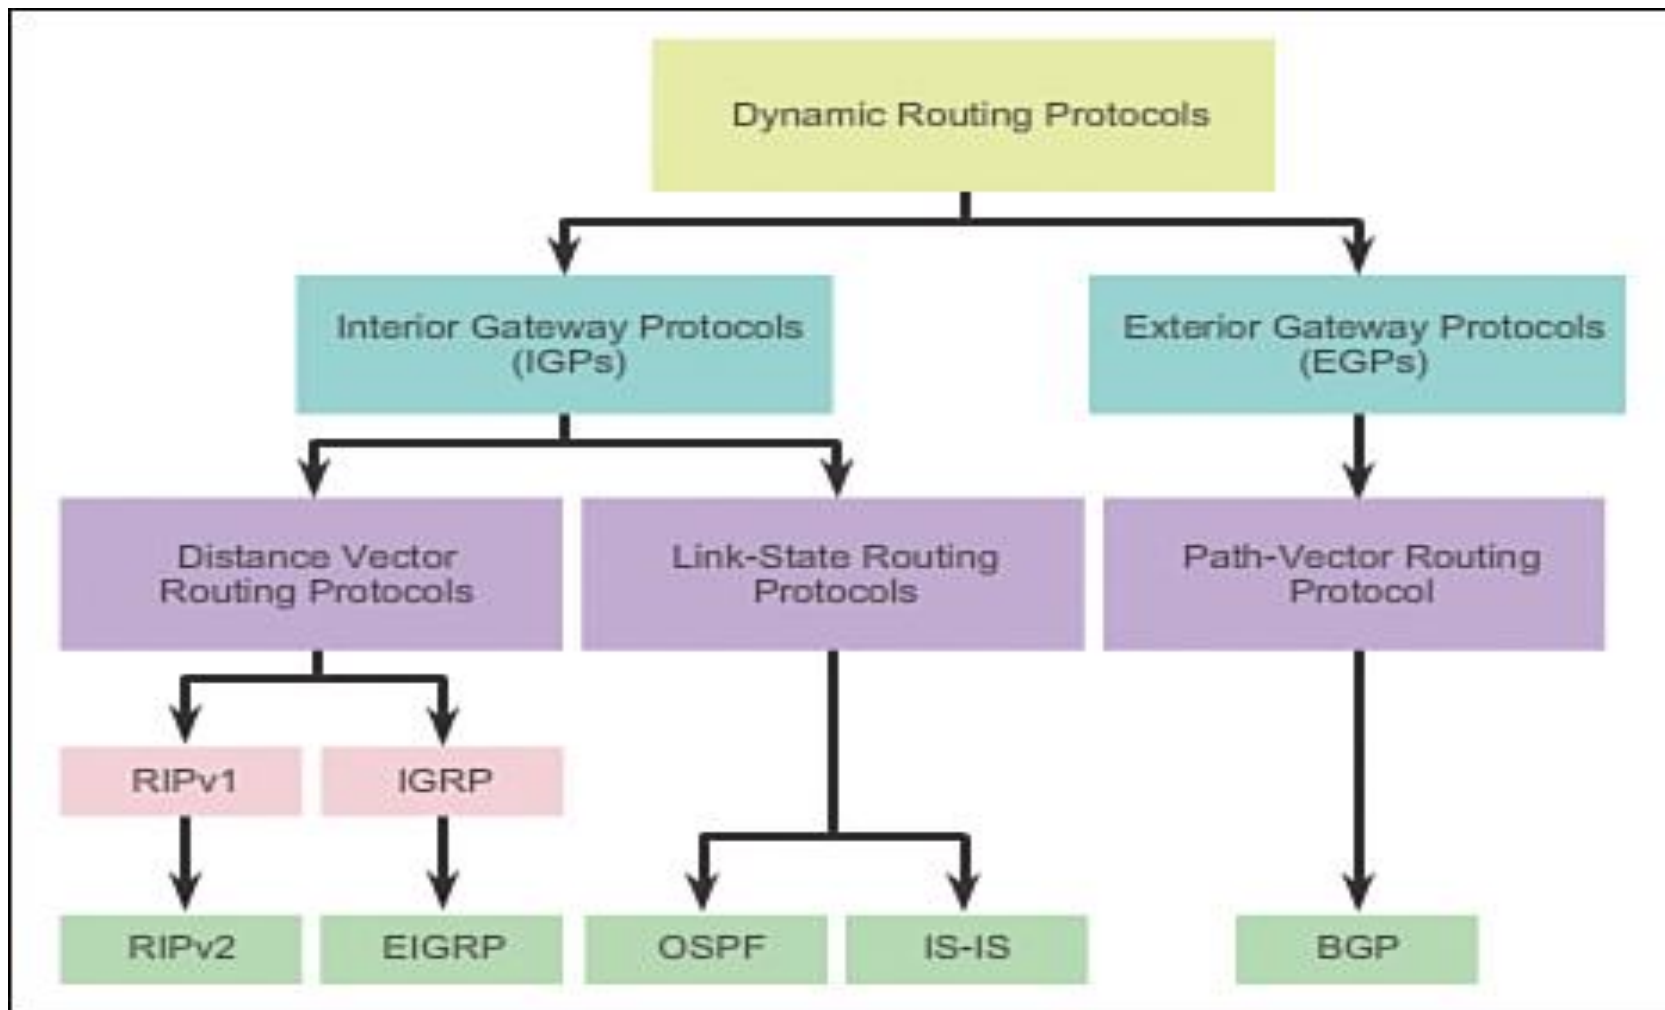 Dynamic Routing Protocols
Interior Gateway Protocols
(IGPs)
Exterior Gateway Protocols
(EGPs)
Distance Vector
Routing Protocols
Link-State Routing
Protocols
Path-Vector Routing
Protocol
RIPv1
IGRP
RIPv2
EIGRP
OSPF
IS-IS
BGP